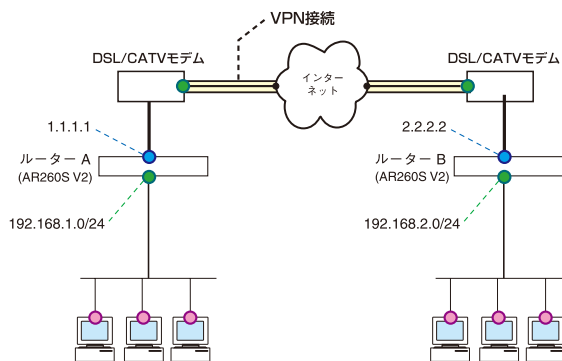 VPN接続
DSL/CATVモデム
インター
ネット
DSL/CATVモデム
1.1.1.1
2.2.2.2
ルーター A
(AR260S V2)
ルーター B
(AR260S V2)
192.168.1.0/24
192.168.2.0/24